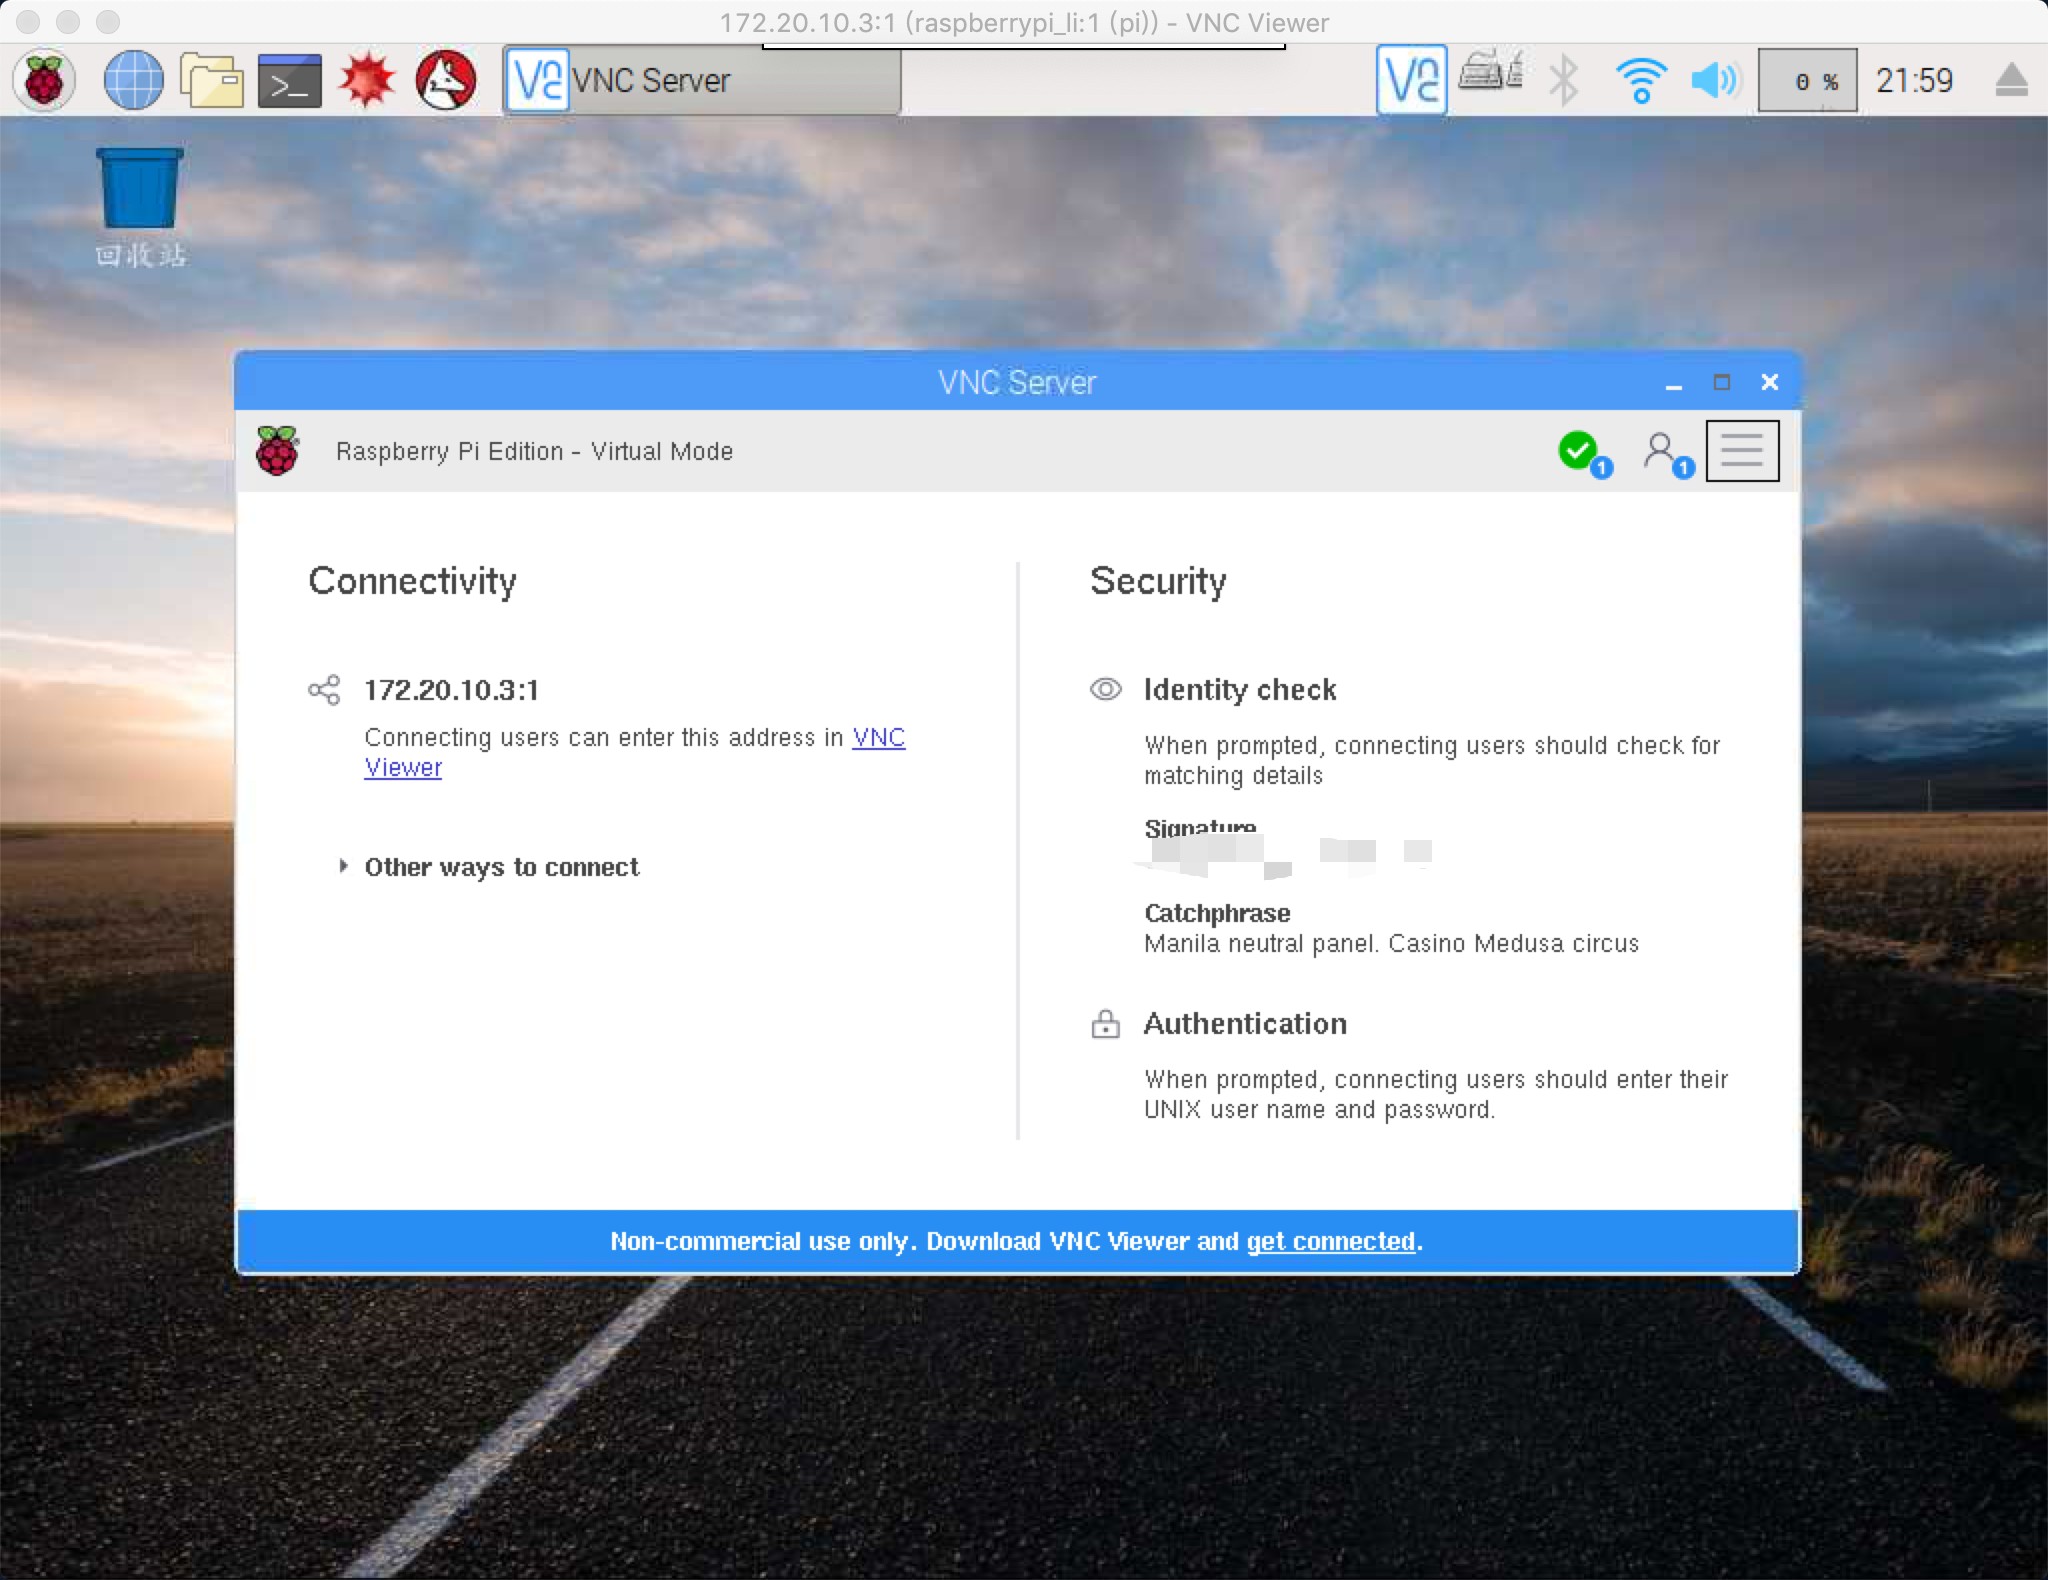 172.20.10.3:1 (raspberrypi_li:1 (pi)) - VNC Viewer
VNC Server
0 %
21:59
回收站
VNC Server
Raspberry Pi Edition - Virtual Mode
1
1
Connectivity
172.20.10.3:1
Connecting users can enter this address in VNC
Viewer
Other ways to connect
Security
Identity check
When prompted, connecting users should check for
matching details
Signature
Catchphrase
Manila neutral panel. Casino Medusa circus
Authentication
When prompted, connecting users should enter their
UNIX user name and password.
Non-commercial use only. Download VNC Viewer and get connected.